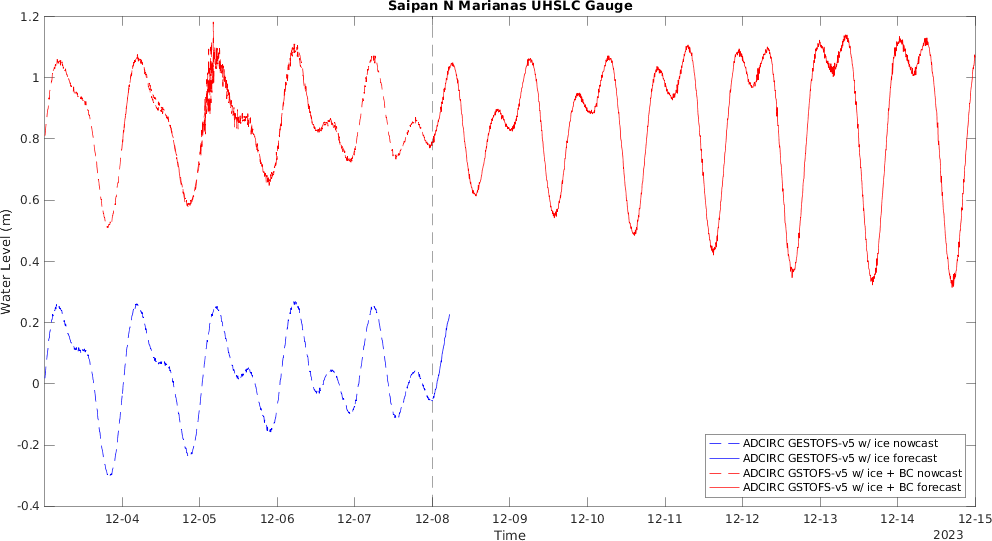 Saipan N Marianas UHSLC Gauge
1.2
1
0.8
0.6
0.4
0.2
0
-0.2
-0.4
Water Level (m)
ADCIRC GESTOFS-v5 w/ ice nowcast
ADCIRC GESTOFS-v5 w/ ice forecast
ADCIRC GSTOFS-v5 w/ ice + BC nowcast
ADCIRC GSTOFS-v5 w/ ice + BC forecast
12-04 12-05 12-06 12-07 12-08 12-09 12-10 12-11 12-12 12-13 12-14 12-15
Time
2023